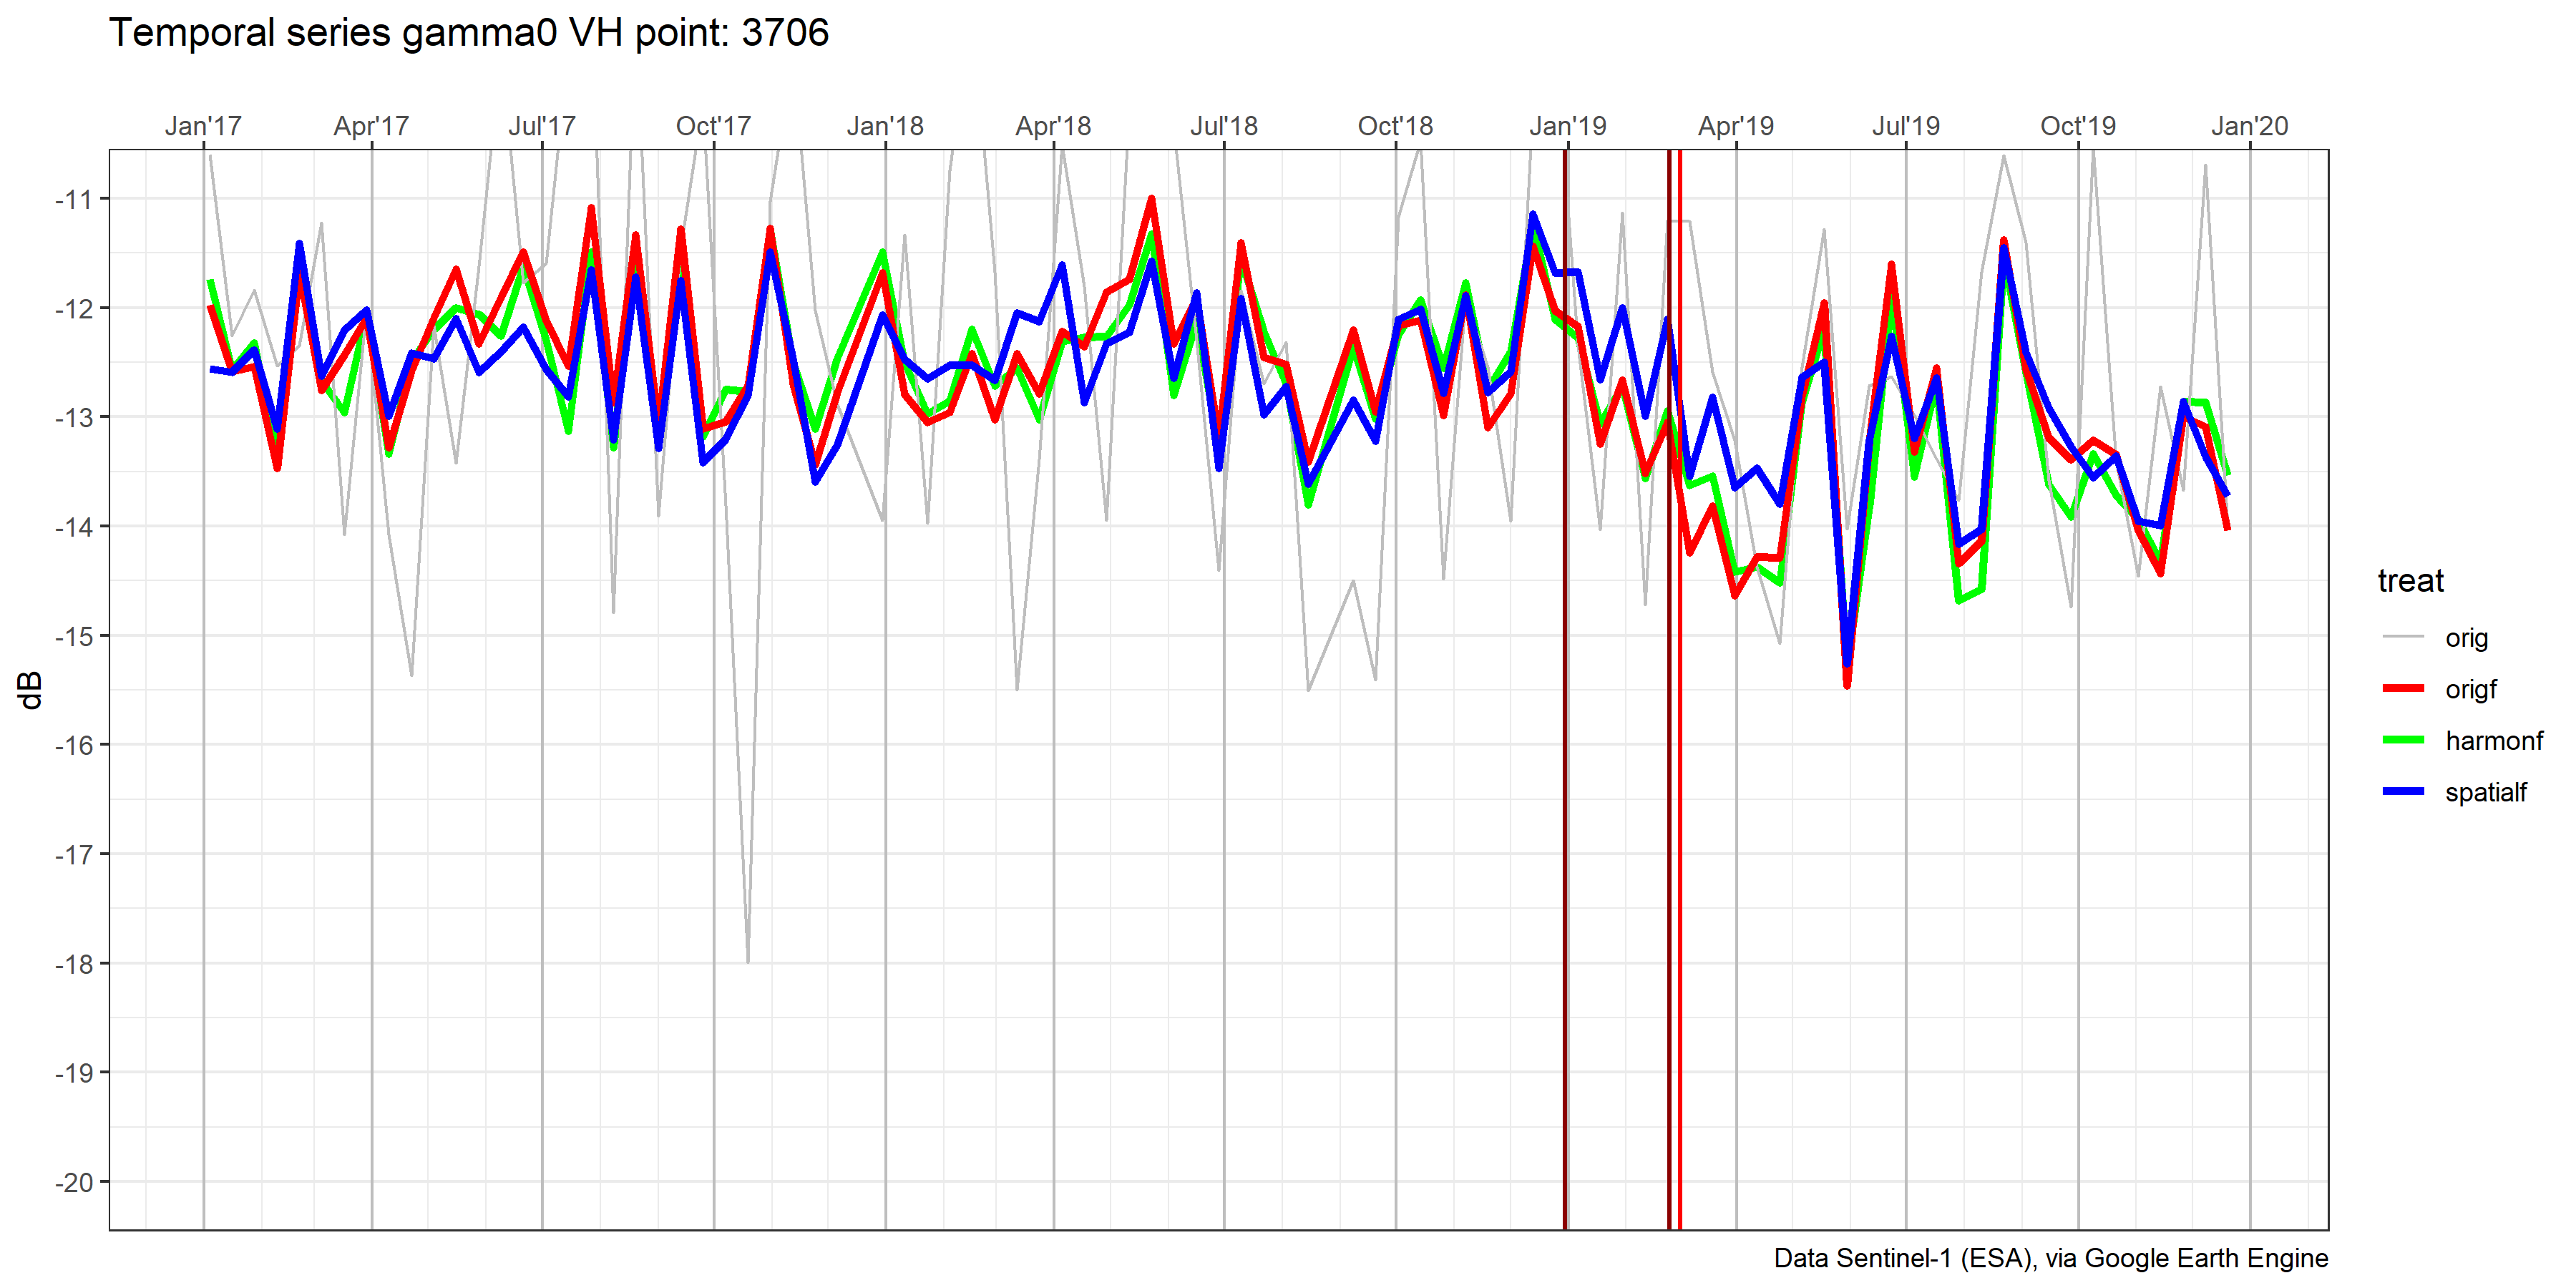 Temporal series gamma0 VH point: 3706
Jan'17 Apr'17 Jul'17 Oct'17 Jan'18 Apr'18 Jul'18 Oct'18 Jan'19 Apr'19 Jul'19 Oct'19 Jan'20
-11
-12
-13
-14
-15
-16
-17
-18
-19
-20
dB
treat
orig
origf
harmonf
spatialf
Data Sentinel-1 (ESA), via Google Earth Engine